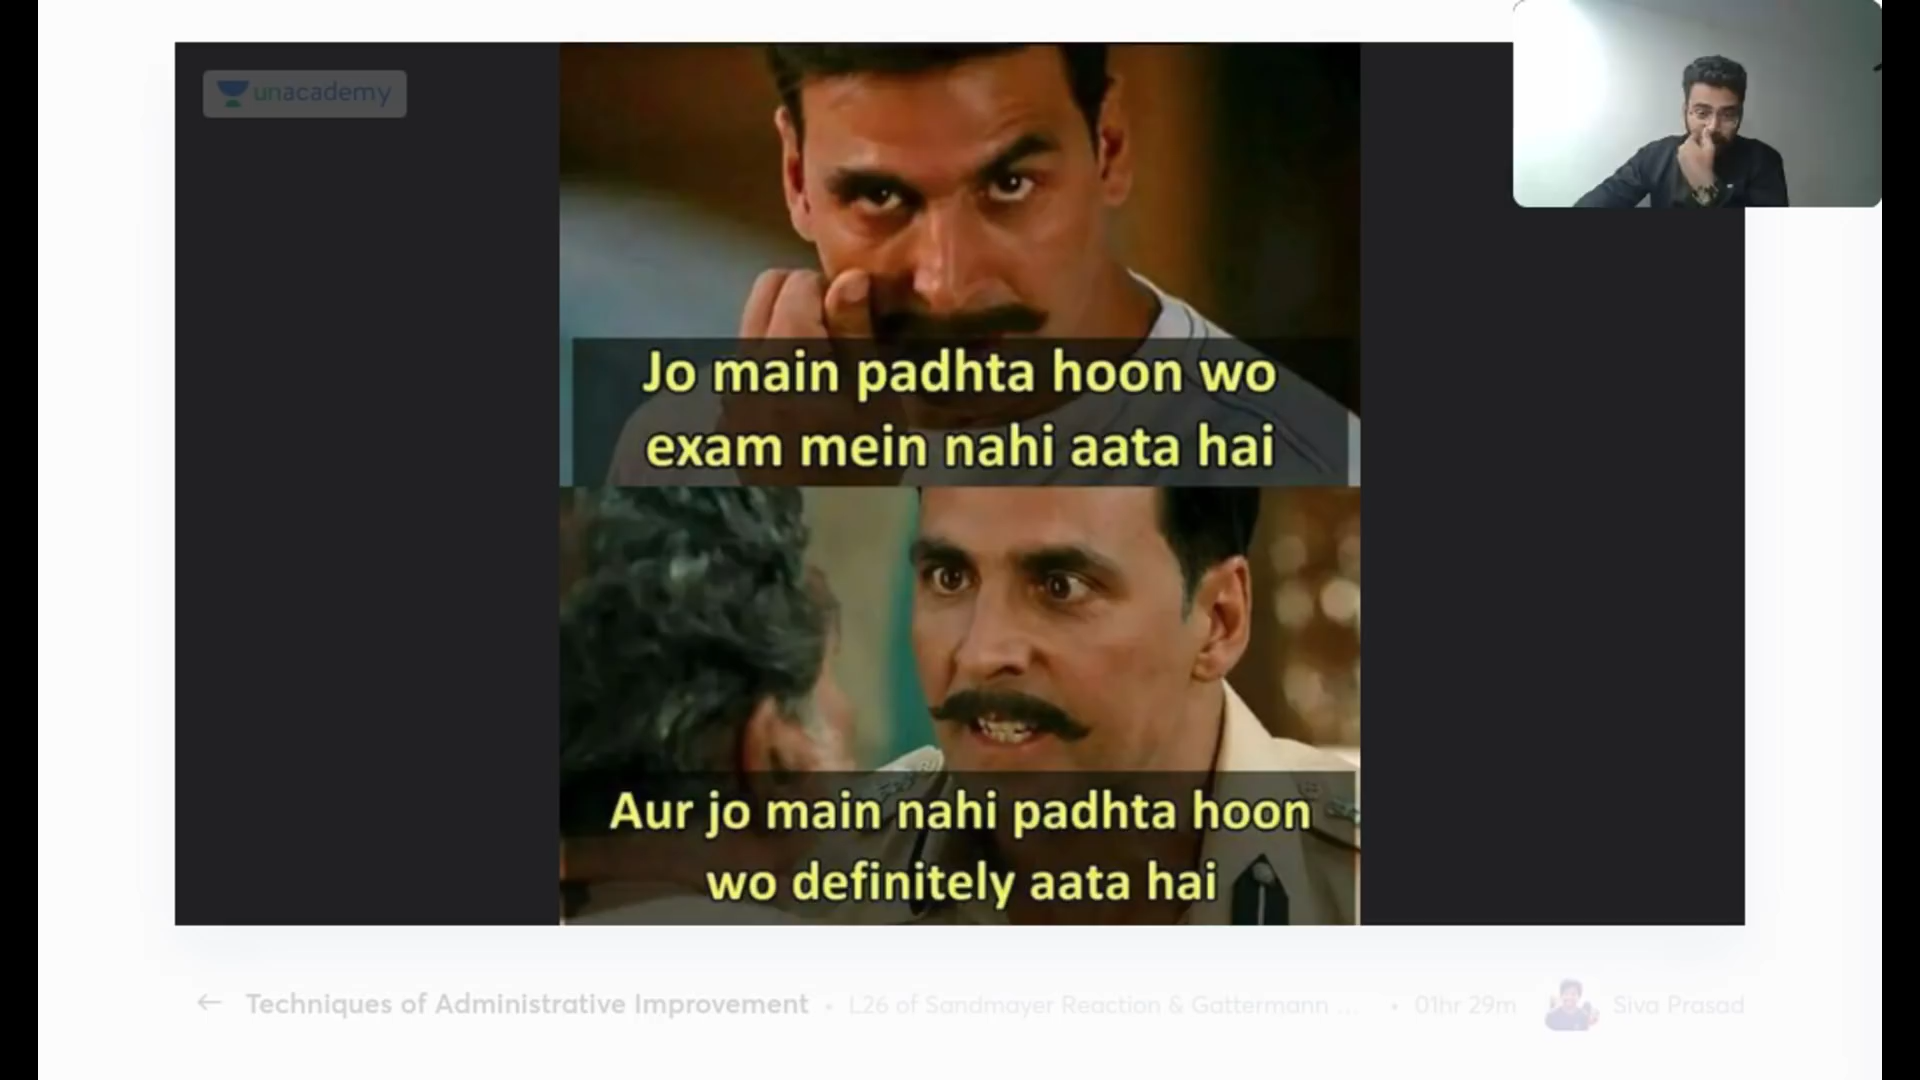 unacademy
Jo main padhta hoon wo
exam mein nahi aata hai
Aur jo main nahi padhta hoon
wo definitely aata hai
Techniques of Administrative Improvement • L26 of Sandmayer Reaction & Gattermann ... • 01hr 29m Siva Prasad